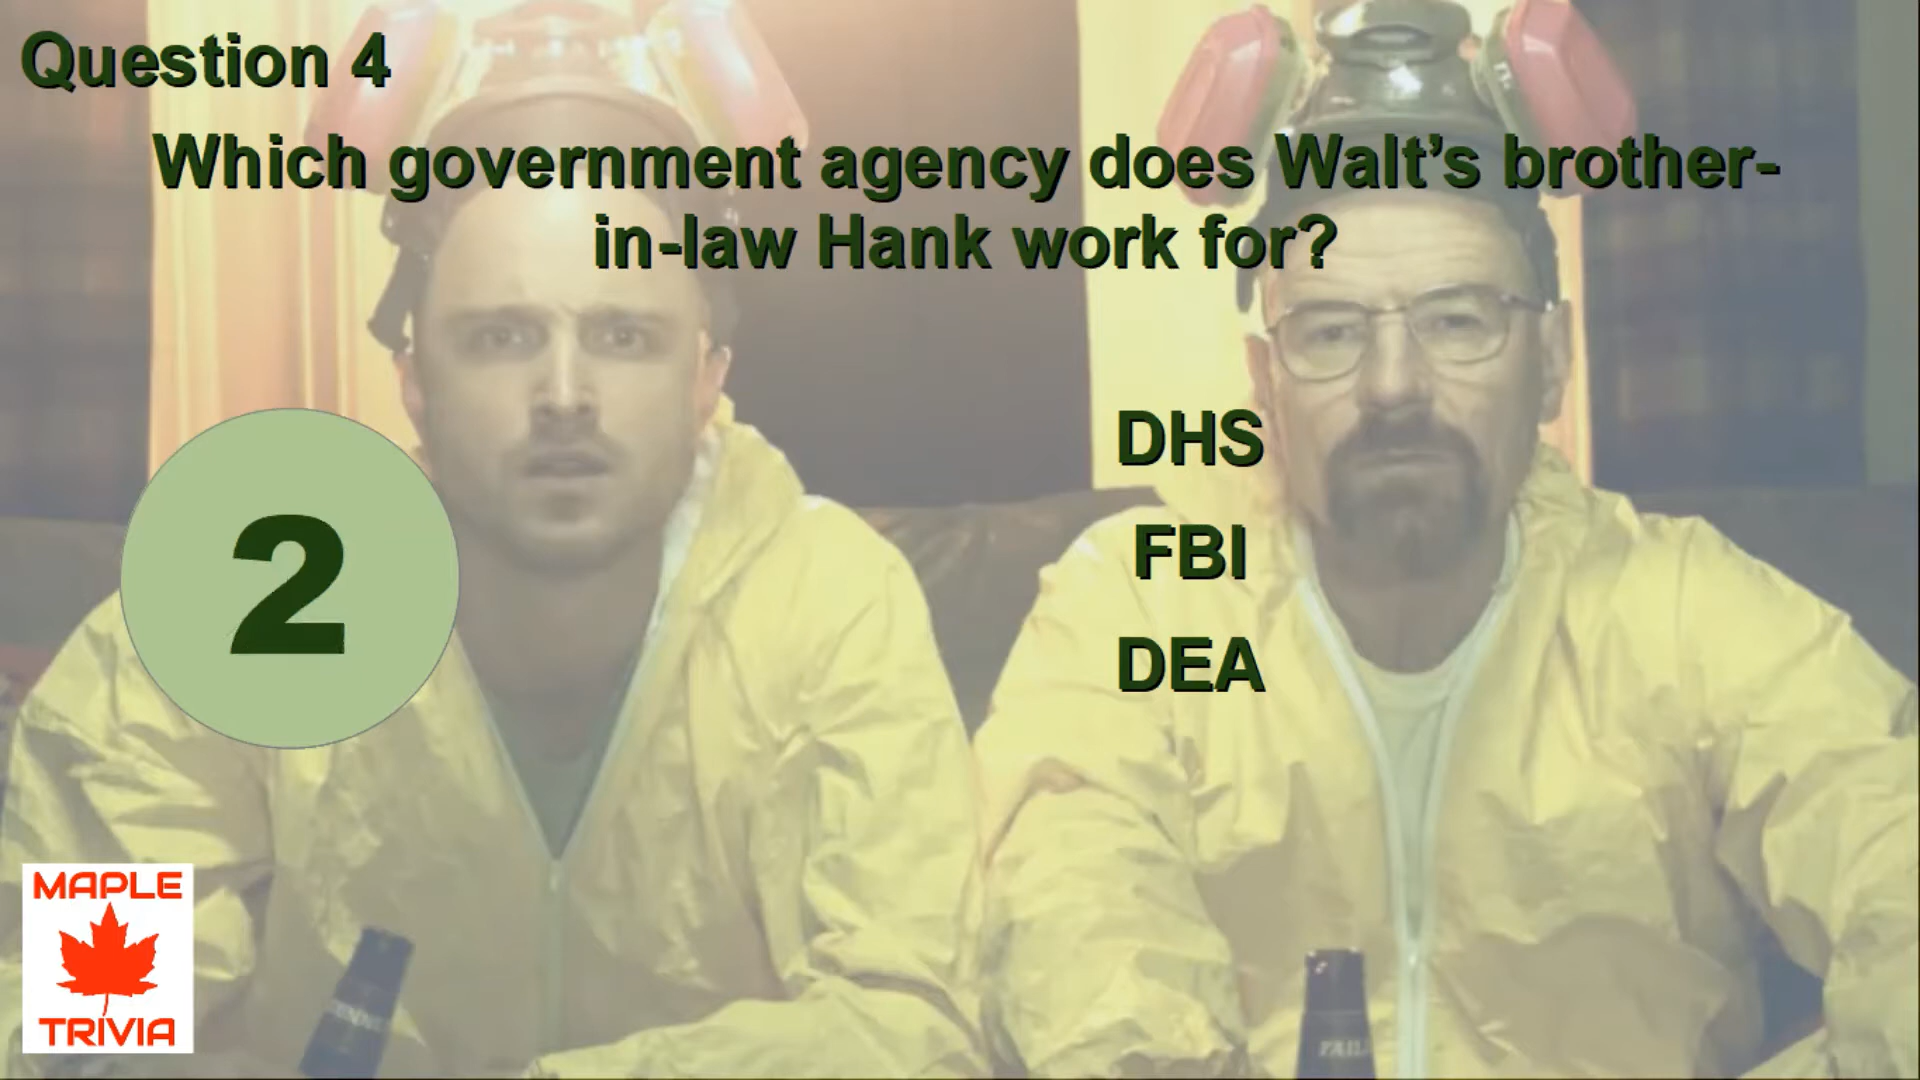 Question 4
Which government agency does Walt’s brother-
in-law Hank work for?
DHS
FBI
DEA
2
MAPLE
TRIVIA